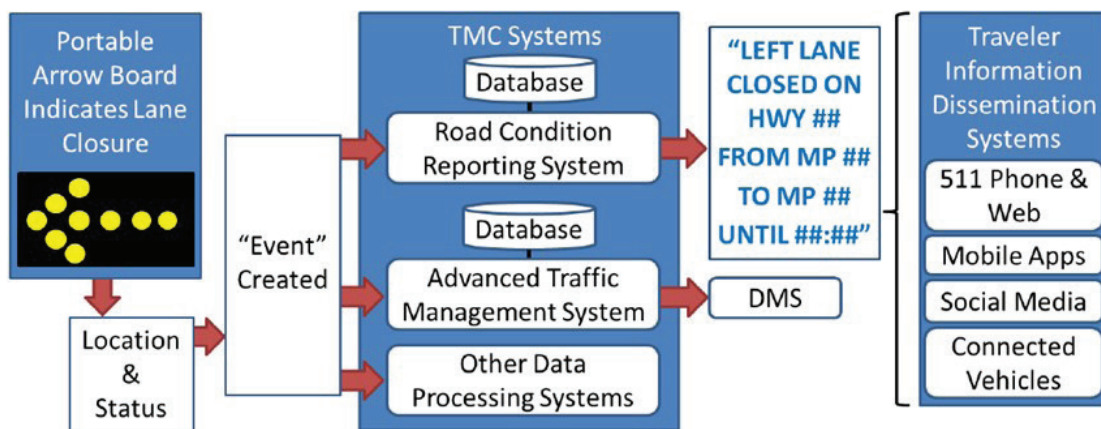 Portable
Arrow Board
Indicates Lane
Closure
Location
&
Status
“Event”
Created
TMC Systems
Database
Road Condition
Reporting System
Database
Advanced Traffic
Management System
Other Data
Processing Systems
“LEFT LANE
CLOSED ON
HWY ##
FROM MP ##
TO MP ##
UNTIL ##:##”
DMS
Traveler
Information
Dissemination
Systems
511 Phone &
Web
Mobile Apps
Social Media
Connected
Vehicles